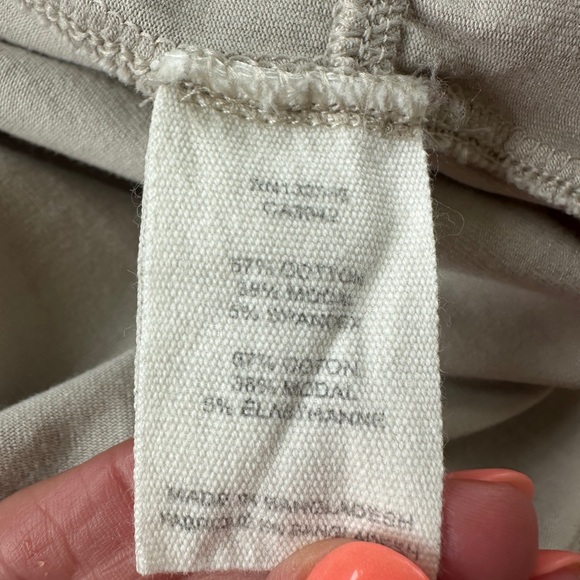 57% COTTON
38% MODAL
5% SPANDEX
57% COTON
38% MODAL
5% ÉLASTHANNE
MADE IN BANGLADESH
FABRIQUÉ AU BANGLADESH